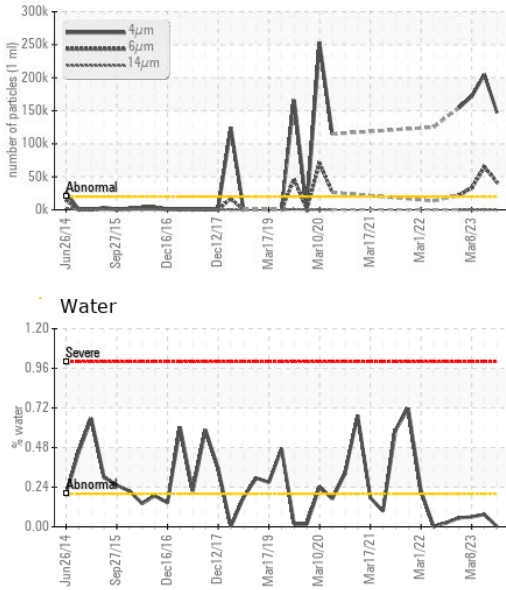 300k
250k
200k
150k
100k
50k
0k
number of particles (1 ml)
4μm
6μm
14μm
Abnormal
Jun26/14
Sep27/15
Dec16/16
Dec12/17
Mar17/19
Mar10/20
Mar17/21
Mar1/22
Mar8/23
Water
1.20
0.96
0.72
0.48
0.24
0.00
% water
Severe
Abnormal
Jun26/14
Sep27/15
Dec16/16
Dec12/17
Mar17/19
Mar10/20
Mar17/21
Mar1/22
Mar8/23